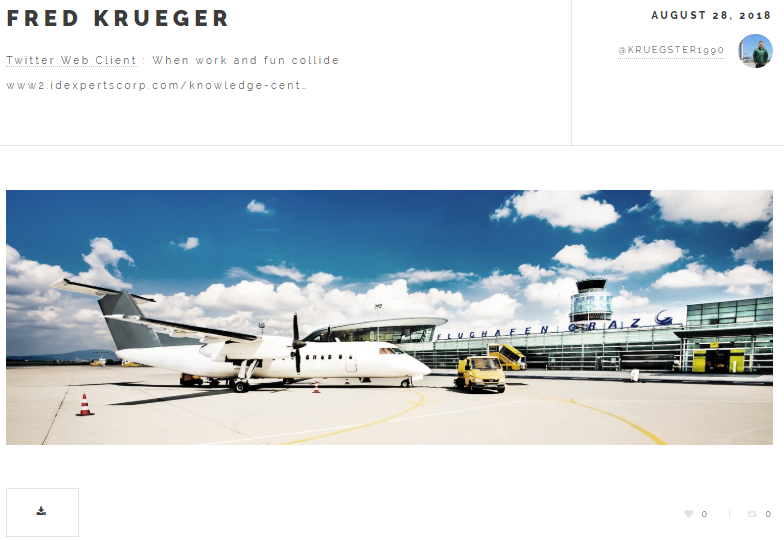 FRED KRUEGER
Twitter Web Client : When work and fun collide
www2.idexpertscorp.com/knowledge-cent…
AUGUST 28, 2018
@KRUEGSTER1990
FLUGHAFEN GRAZ
0 | 0